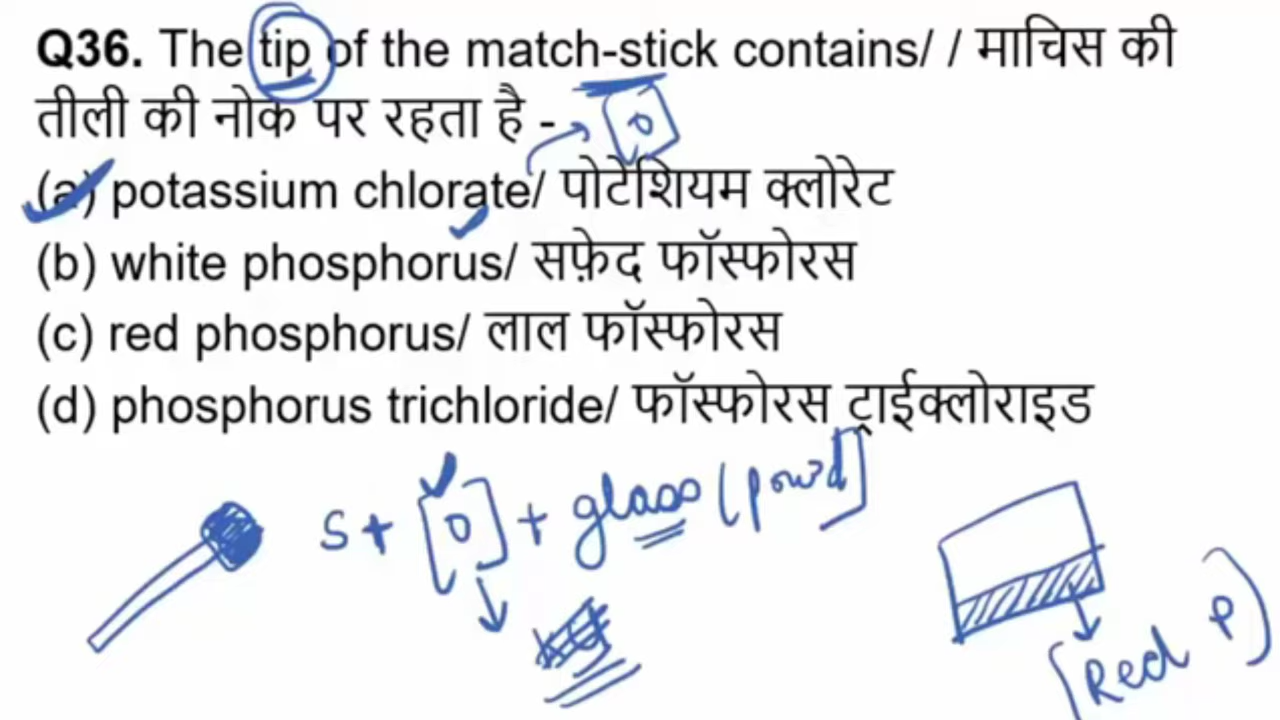 Q36. The tip of the match-stick contains/ / माचिस की
तीली की नोक पर रहता है -
[o]
(a) potassium chlorate/ पोटेशियम क्लोरेट
(b) white phosphorus/ सफ़ेद फॉस्फोरस
(c) red phosphorus/ लाल फॉस्फोरस
(d) phosphorus trichloride/ फॉस्फोरस ट्राईक्लोराइड
S + [O] + glass (powd]
(Red P)